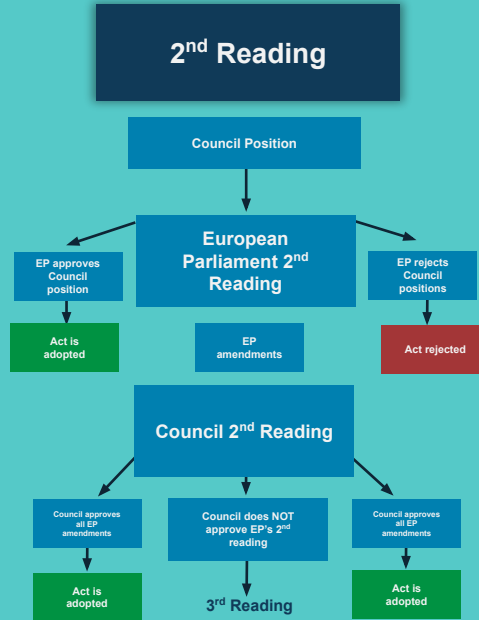 2nd Reading
Council Position
European
Parliament 2nd
Reading
EP approves
Council
position
EP rejects
Council
positions
Act is
adopted
EP
amendments
Act rejected
Council 2nd Reading
Council approves
all EP
amendments
Council does NOT
approve EP's 2nd
reading
Council approves
all EP
amendments
Act is
adopted
3rd Reading
Act is
adopted